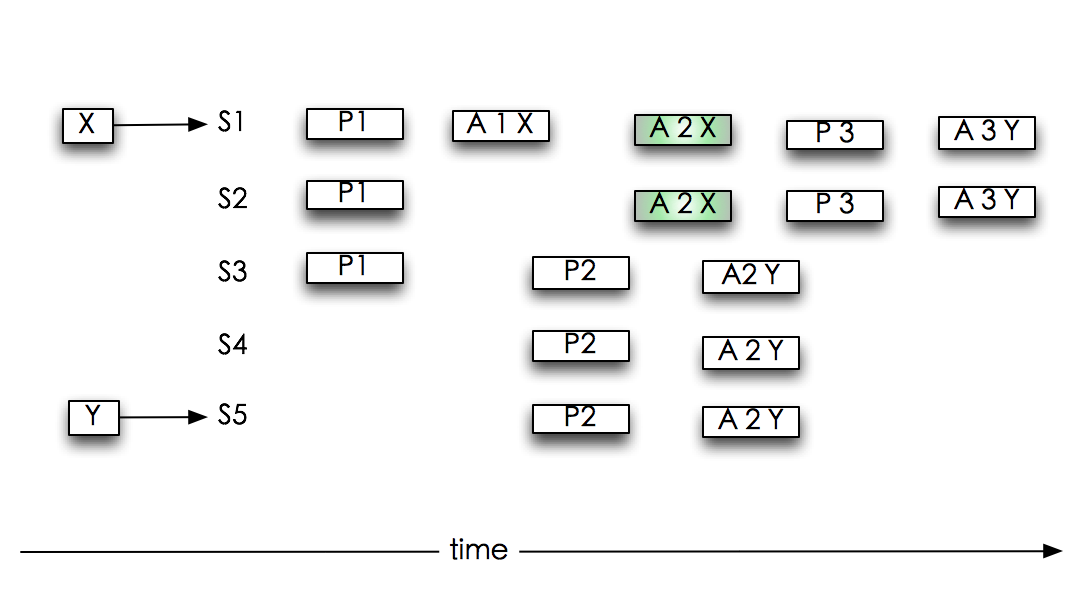 X S1 P1 A 1 X A 2 X P 3 A 3 Y
S2 P1 A 2 X P 3 A 3 Y
S3 P1 P2 A2 Y
S4 P2 A 2 Y
Y S5 P2 A 2 Y
time